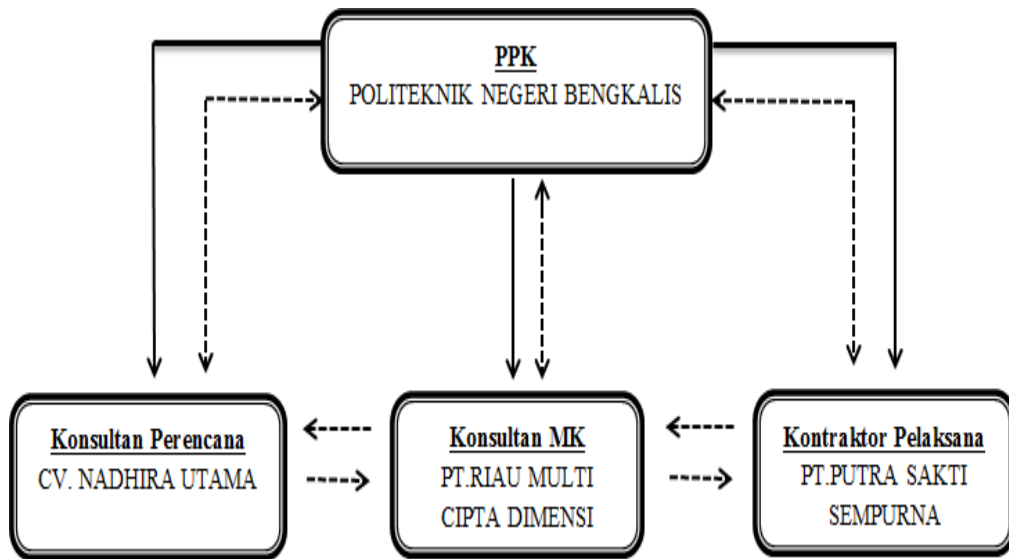 PPK
POLITEKNIK NEGERI BENGKALIS
Konsultan Perencana
CV. NADHIRA UTAMA
Konsultan MK
PT.RIAU MULTI
CIPTA DIMENSI
Kontraktor Pelaksana
PT.PUTRA SAKTI
SEMPURNA